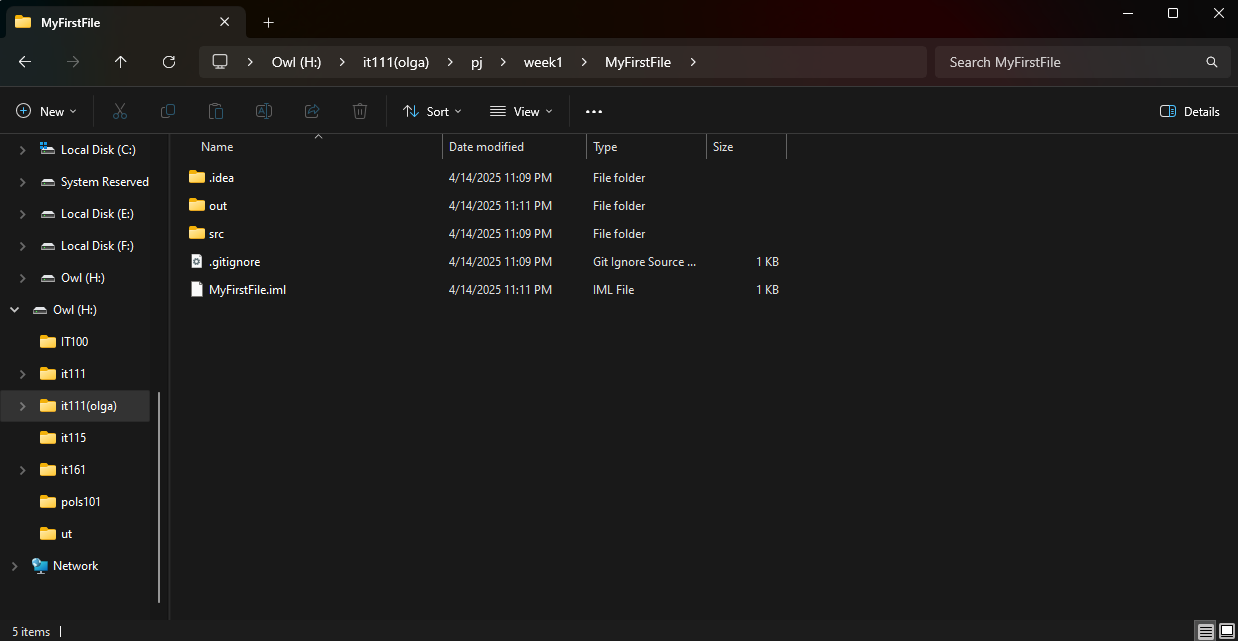 MyFirstFile
Owl (H:) it111(olga) pj week1 MyFirstFile
Search MyFirstFile
New Sort View Details
Name Date modified Type Size
.idea 4/14/2025 11:09 PM File folder
out 4/14/2025 11:11 PM File folder
src 4/14/2025 11:09 PM File folder
.gitignore 4/14/2025 11:09 PM Git Ignore Source ... 1 KB
MyFirstFile.iml 4/14/2025 11:11 PM IML File 1 KB
Local Disk (C:)
System Reserved
Local Disk (E:)
Local Disk (F:)
Owl (H:)
Owl (H:)
IT100
it111
it111(olga)
it115
it161
pols101
ut
Network
5 items